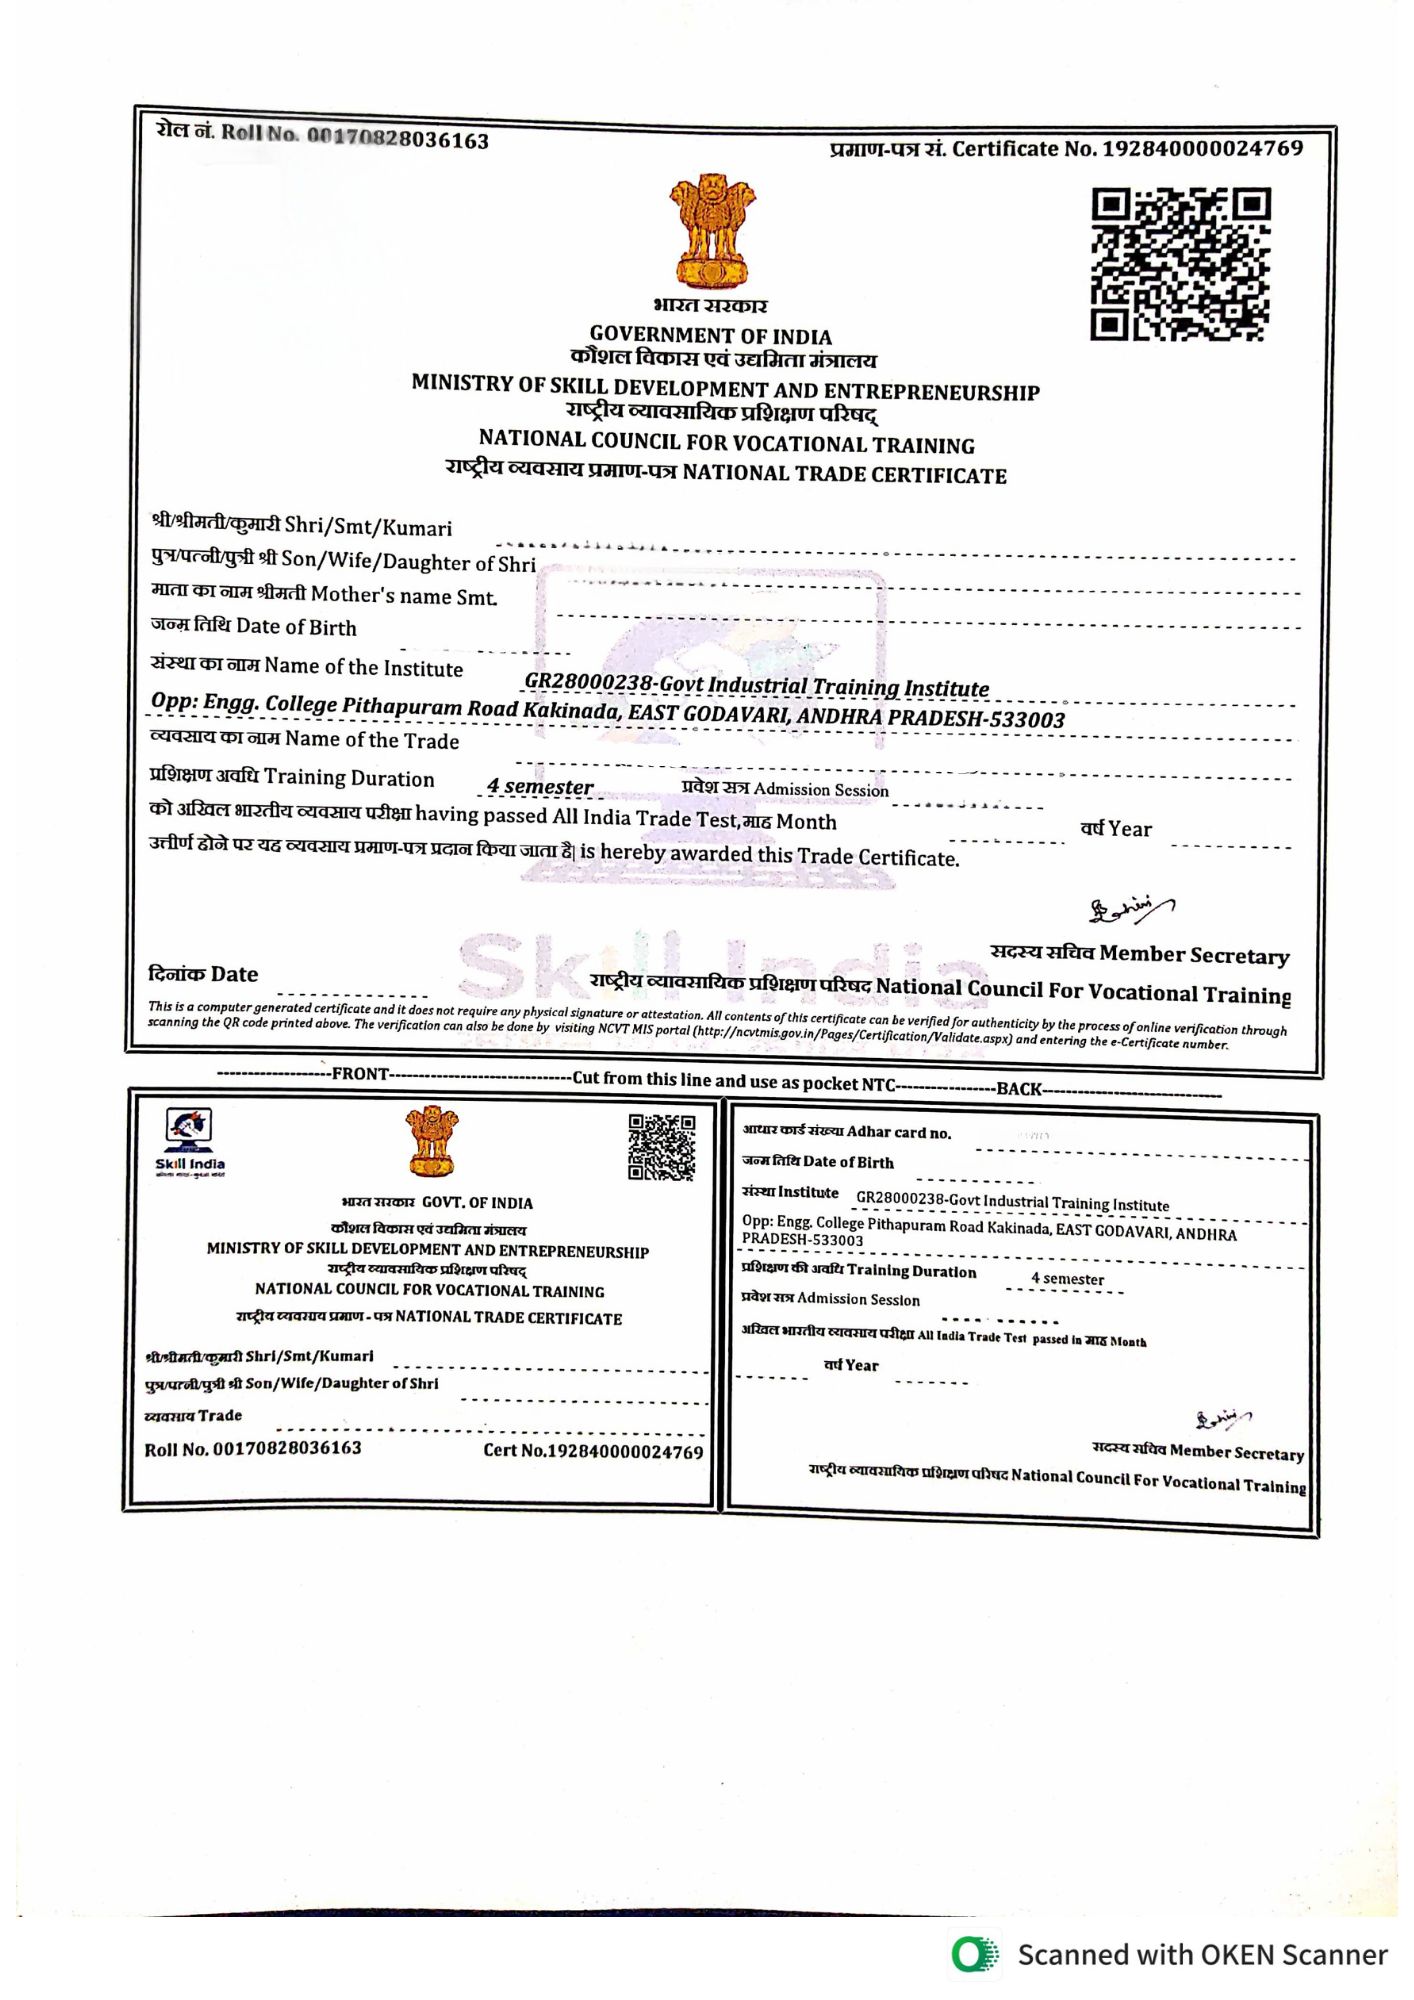 रोल नं. Roll No. 00170828036163
प्रमाण-पत्र सं. Certificate No. 192840000024769
भारत सरकार
GOVERNMENT OF INDIA
कौशल विकास एवं उद्यमिता मंत्रालय
MINISTRY OF SKILL DEVELOPMENT AND ENTREPRENEURSHIP
राष्ट्रीय व्यावसायिक प्रशिक्षण परिषद्
NATIONAL COUNCIL FOR VOCATIONAL TRAINING
राष्ट्रीय व्यवसाय प्रमाण-पत्र NATIONAL TRADE CERTIFICATE
श्री/श्रीमती/कुमारी Shri/Smt/Kumari
पुत्र/पत्नी/पुत्री श्री Son/Wife/Daughter of Shri
माता का नाम श्रीमती Mother's name Smt.
जन्म तिथि Date of Birth
संस्था का नाम Name of the Institute GR28000238-Govt Industrial Training Institute
Opp: Engg. College Pithapuram Road Kakinada, EAST GODAVARI, ANDHRA PRADESH-533003
व्यवसाय का नाम Name of the Trade
प्रशिक्षण अवधि Training Duration 4 semester प्रवेश सत्र Admission Session
को अखिल भारतीय व्यवसाय परीक्षा having passed All India Trade Test,माह Month वर्ष Year
उत्तीर्ण होने पर यह व्यवसाय प्रमाण-पत्र प्रदान किया जाता है| is hereby awarded this Trade Certificate.
Skill India
सदस्य सचिव Member Secretary
दिनांक Date राष्ट्रीय व्यावसायिक प्रशिक्षण परिषद National Council For Vocational Training
This is a computer generated certificate and it does not require any physical signature or attestation. All contents of this certificate can be verified for authenticity by the process of online verification through
scanning the QR code printed above. The verification can also be done by visiting NCVT MIS portal (http://ncvtmis.gov.in/Pages/Certification/Validate.aspx) and entering the e-Certificate number.
-------------------FRONT-------------------------------Cut from this line and use as pocket NTC-----------------BACK------------------------------
Skill India
भारत सरकार GOVT. OF INDIA
कौशल विकास एवं उद्यमिता मंत्रालय
MINISTRY OF SKILL DEVELOPMENT AND ENTREPRENEURSHIP
राष्ट्रीय व्यावसायिक प्रशिक्षण परिषद्
NATIONAL COUNCIL FOR VOCATIONAL TRAINING
राष्ट्रीय व्यवसाय प्रमाण - पत्र NATIONAL TRADE CERTIFICATE
श्री/श्रीमती/कुमारी Shri/Smt/Kumari
पुत्र/पत्नी/पुत्री श्री Son/Wife/Daughter of Shri
व्यवसाय Trade
Roll No. 00170828036163 Cert No.192840000024769
आधार कार्ड संख्या Adhar card no.
जन्म तिथि Date of Birth
संस्था Institute GR28000238-Govt Industrial Training Institute
Opp: Engg. College Pithapuram Road Kakinada, EAST GODAVARI, ANDHRA
PRADESH-533003
प्रशिक्षण की अवधि Training Duration 4 semester
प्रवेश सत्र Admission Session
अखिल भारतीय व्यवसाय परीक्षा All India Trade Test passed in माह Month
वर्ष Year
सदस्य सचिव Member Secretary
राष्ट्रीय व्यावसायिक प्रशिक्षण परिषद National Council For Vocational Training
Scanned with OKEN Scanner